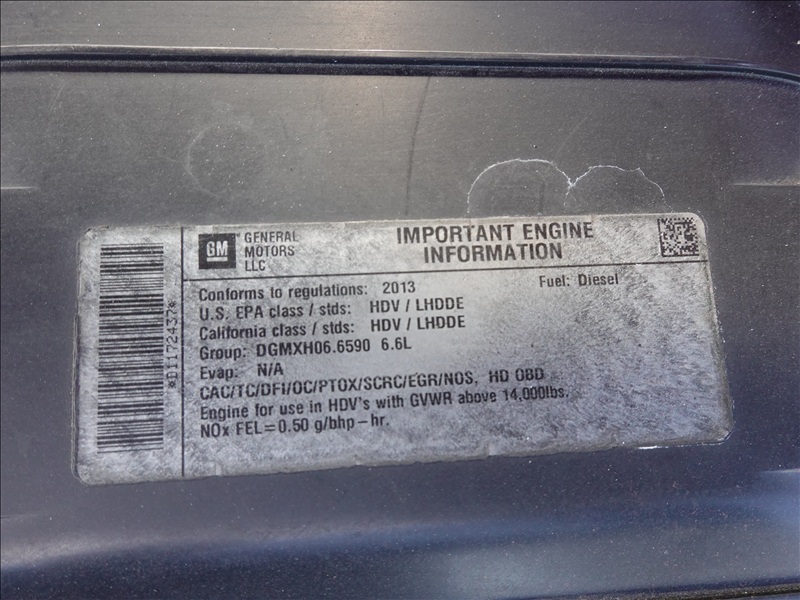 *DI172437*
GM
GENERAL
MOTORS
LLC
IMPORTANT ENGINE
INFORMATION
Conforms to regulations: 2013
Fuel: Diesel
U.S. EPA class / stds: HDV / LHDDE
California class / stds: HDV / LHDDE
Group: DGMXH06.6590 6.6L
Evap: N/A
CAC/TC/DFI/OC/PTOX/SCRC/EGR/NOS, HD OBD
Engine for use in HDV's with GVWR above 14,000lbs.
NOx FEL=0.50 g/bhp-hr.